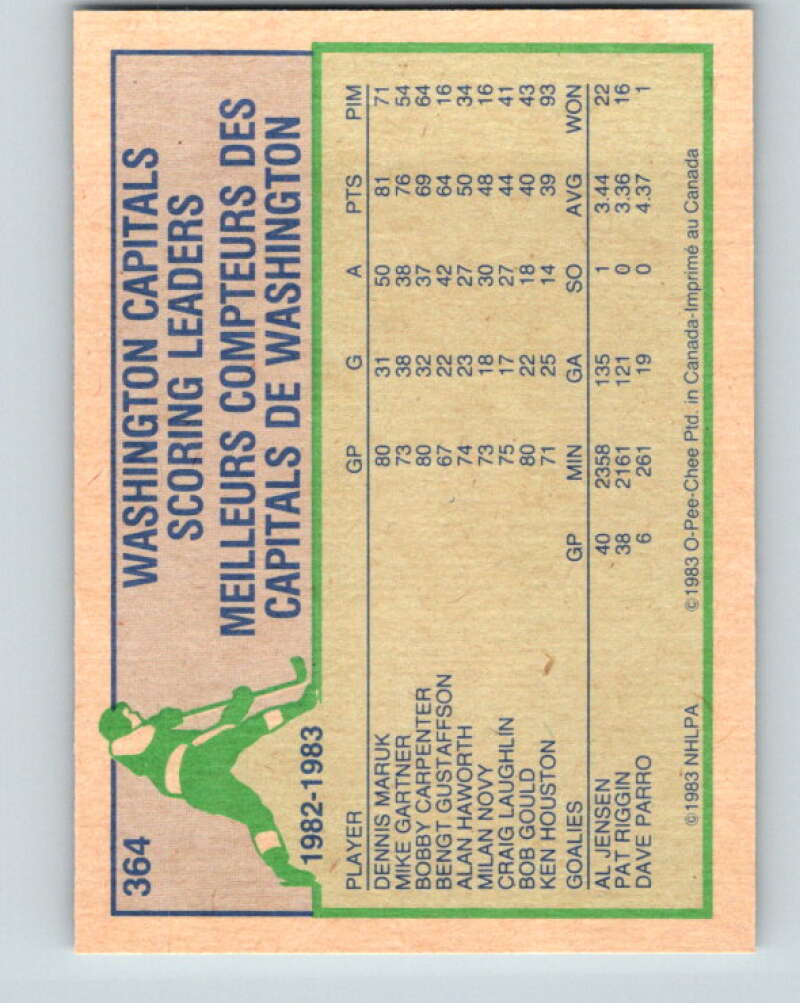 364
WASHINGTON CAPITALS
SCORING LEADERS
MEILLEURS COMPTEURS DES
CAPITALS DE WASHINGTON
1982-1983
PLAYER GP G A PTS PIM
DENNIS MARUK 80 31 50 81 71
MIKE GARTNER 73 38 38 76 54
BOBBY CARPENTER 80 32 37 69 64
BENGT GUSTAFFSON 67 22 42 64 16
ALAN HAWORTH 74 23 27 50 34
MILAN NOVY 73 18 30 48 16
CRAIG LAUGHLIN 75 17 27 44 41
BOB GOULD 80 22 18 40 43
KEN HOUSTON 71 25 14 39 93
GOALIES GP MIN GA SO AVG WON
AL JENSEN 40 2358 135 1 3.44 22
PAT RIGGIN 38 2161 121 0 3.36 16
DAVE PARRO 6 261 19 0 4.37 1
©1983 NHLPA ©1983 O-Pee-Chee Ptd. in Canada-Imprimé au Canada